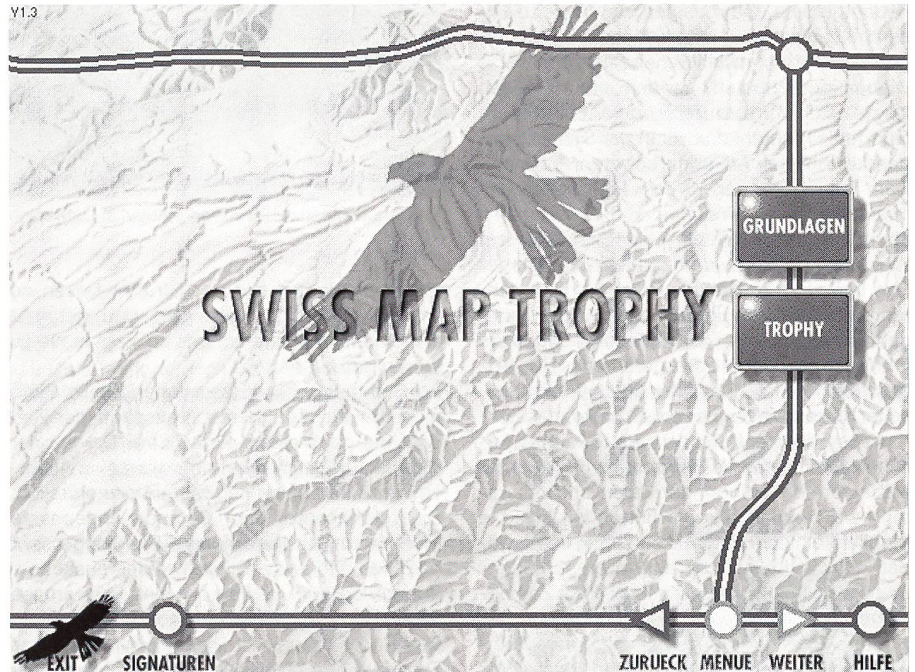 V1.3
GRUNDLAGEN
SWISS MAP TROPHY
TROPHY
EXIT SIGNATUREN ZURUECK MENUE WEITER HILFE